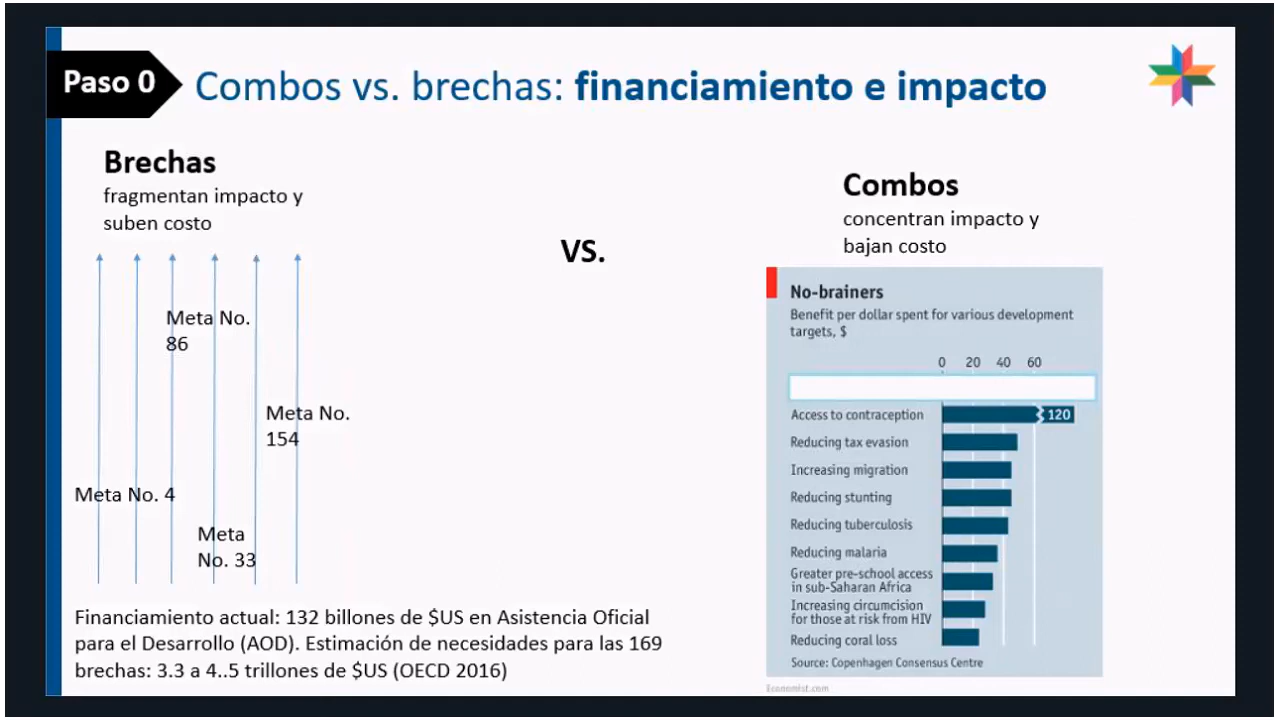 Paso 0
Combos vs. brechas: financiamiento e impacto
Brechas
fragmentan impacto y
suben costo
Meta No.
86
Meta No.
154
Meta No. 4
Meta
No. 33
Financiamiento actual: 132 billones de $US en Asistencia Oficial
para el Desarrollo (AOD). Estimación de necesidades para las 169
brechas: 3.3 a 4..5 trillones de $US (OECD 2016)
VS.
Combos
concentran impacto y
bajan costo
No-brainers
Benefit per dollar spent for various development
targets, $
0 20 40 60
Access to contraception 120
Reducing tax evasion
Increasing migration
Reducing stunting
Reducing tuberculosis
Reducing malaria
Greater pre-school access
in sub-Saharan Africa
Increasing circumcision
for those at risk from HIV
Reducing coral loss
Source: Copenhagen Consensus Centre
Economist.com